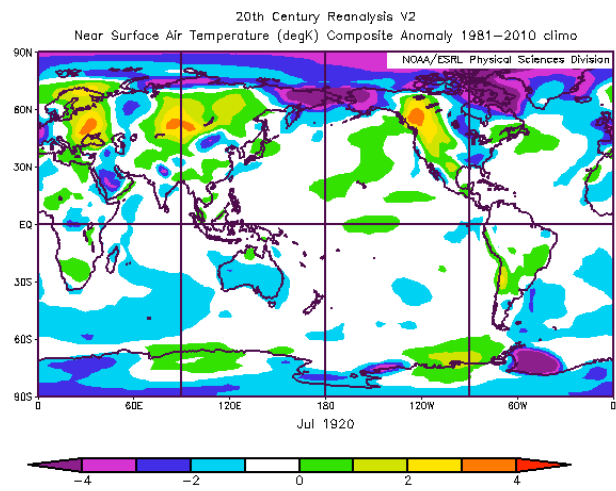 20th Century Reanalysis V2
Near Surface Air Temperature (degK) Composite Anomaly 1981-2010 climo
NOAA/ESRL Physical Sciences Division
90N
60N
30N
EQ
30S
60S
90S
0 60E 120E 180 120W 60W 0
Jul 1920
-4 -2 0 2 4